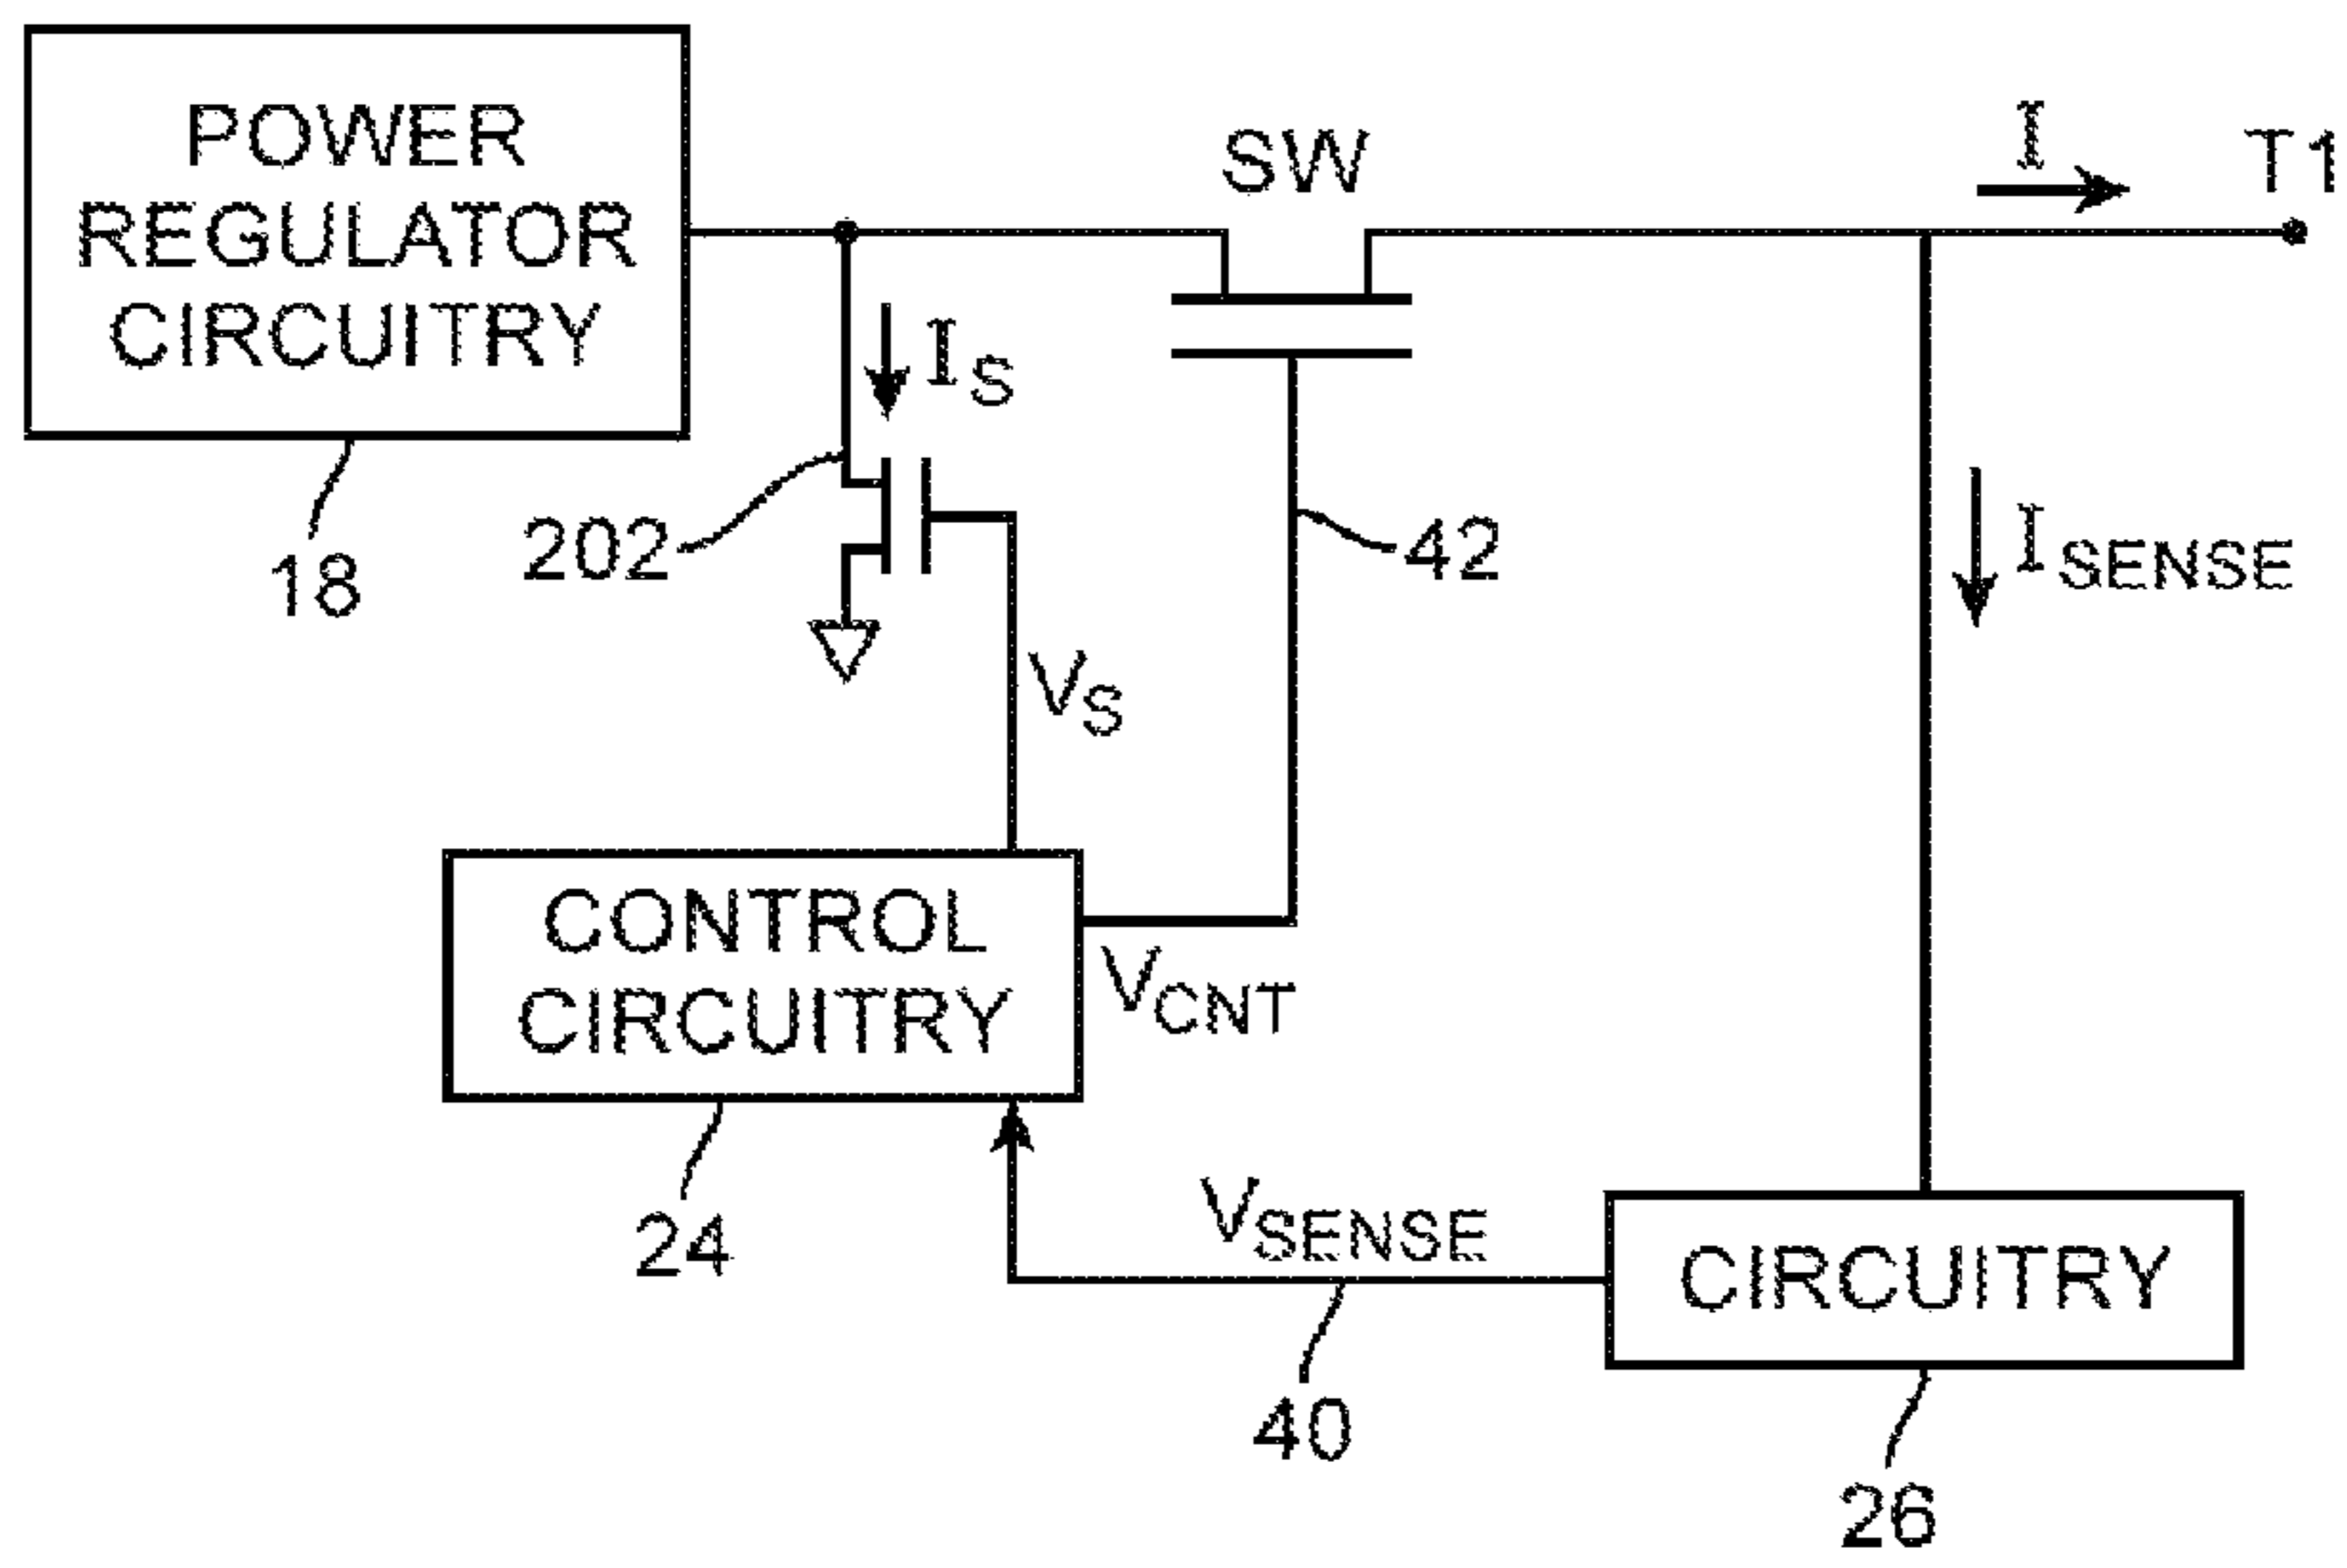 POWER
REGULATOR
CIRCUITRY
18
SW
I
T1
IS
202
42
ISENSE
VS
CONTROL
CIRCUITRY
VCNT
24
VSENSE
40
CIRCUITRY
26